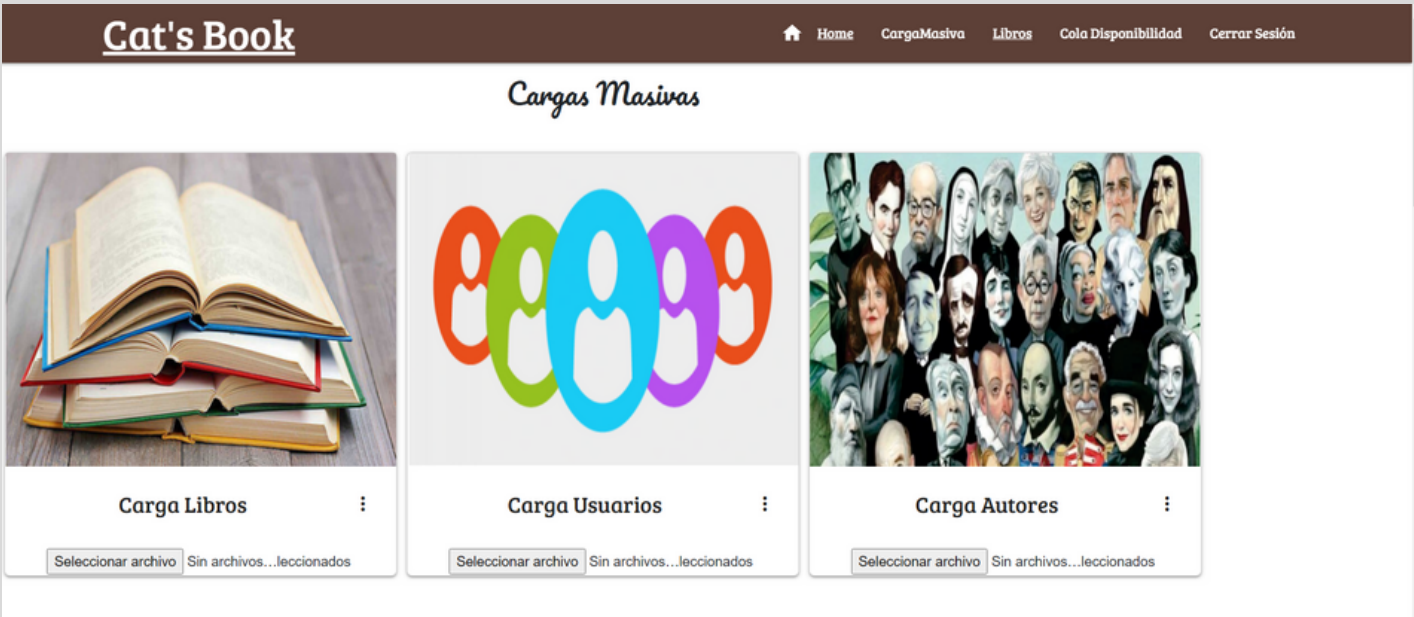 Cat's Book
Home CargaMasiva Libros Cola Disponibilidad Cerrar Sesión
Cargas Masivas
Carga Libros
Seleccionar archivo Sin archivos…leccionados
Carga Usuarios
Seleccionar archivo Sin archivos…leccionados
Carga Autores
Seleccionar archivo Sin archivos…leccionados